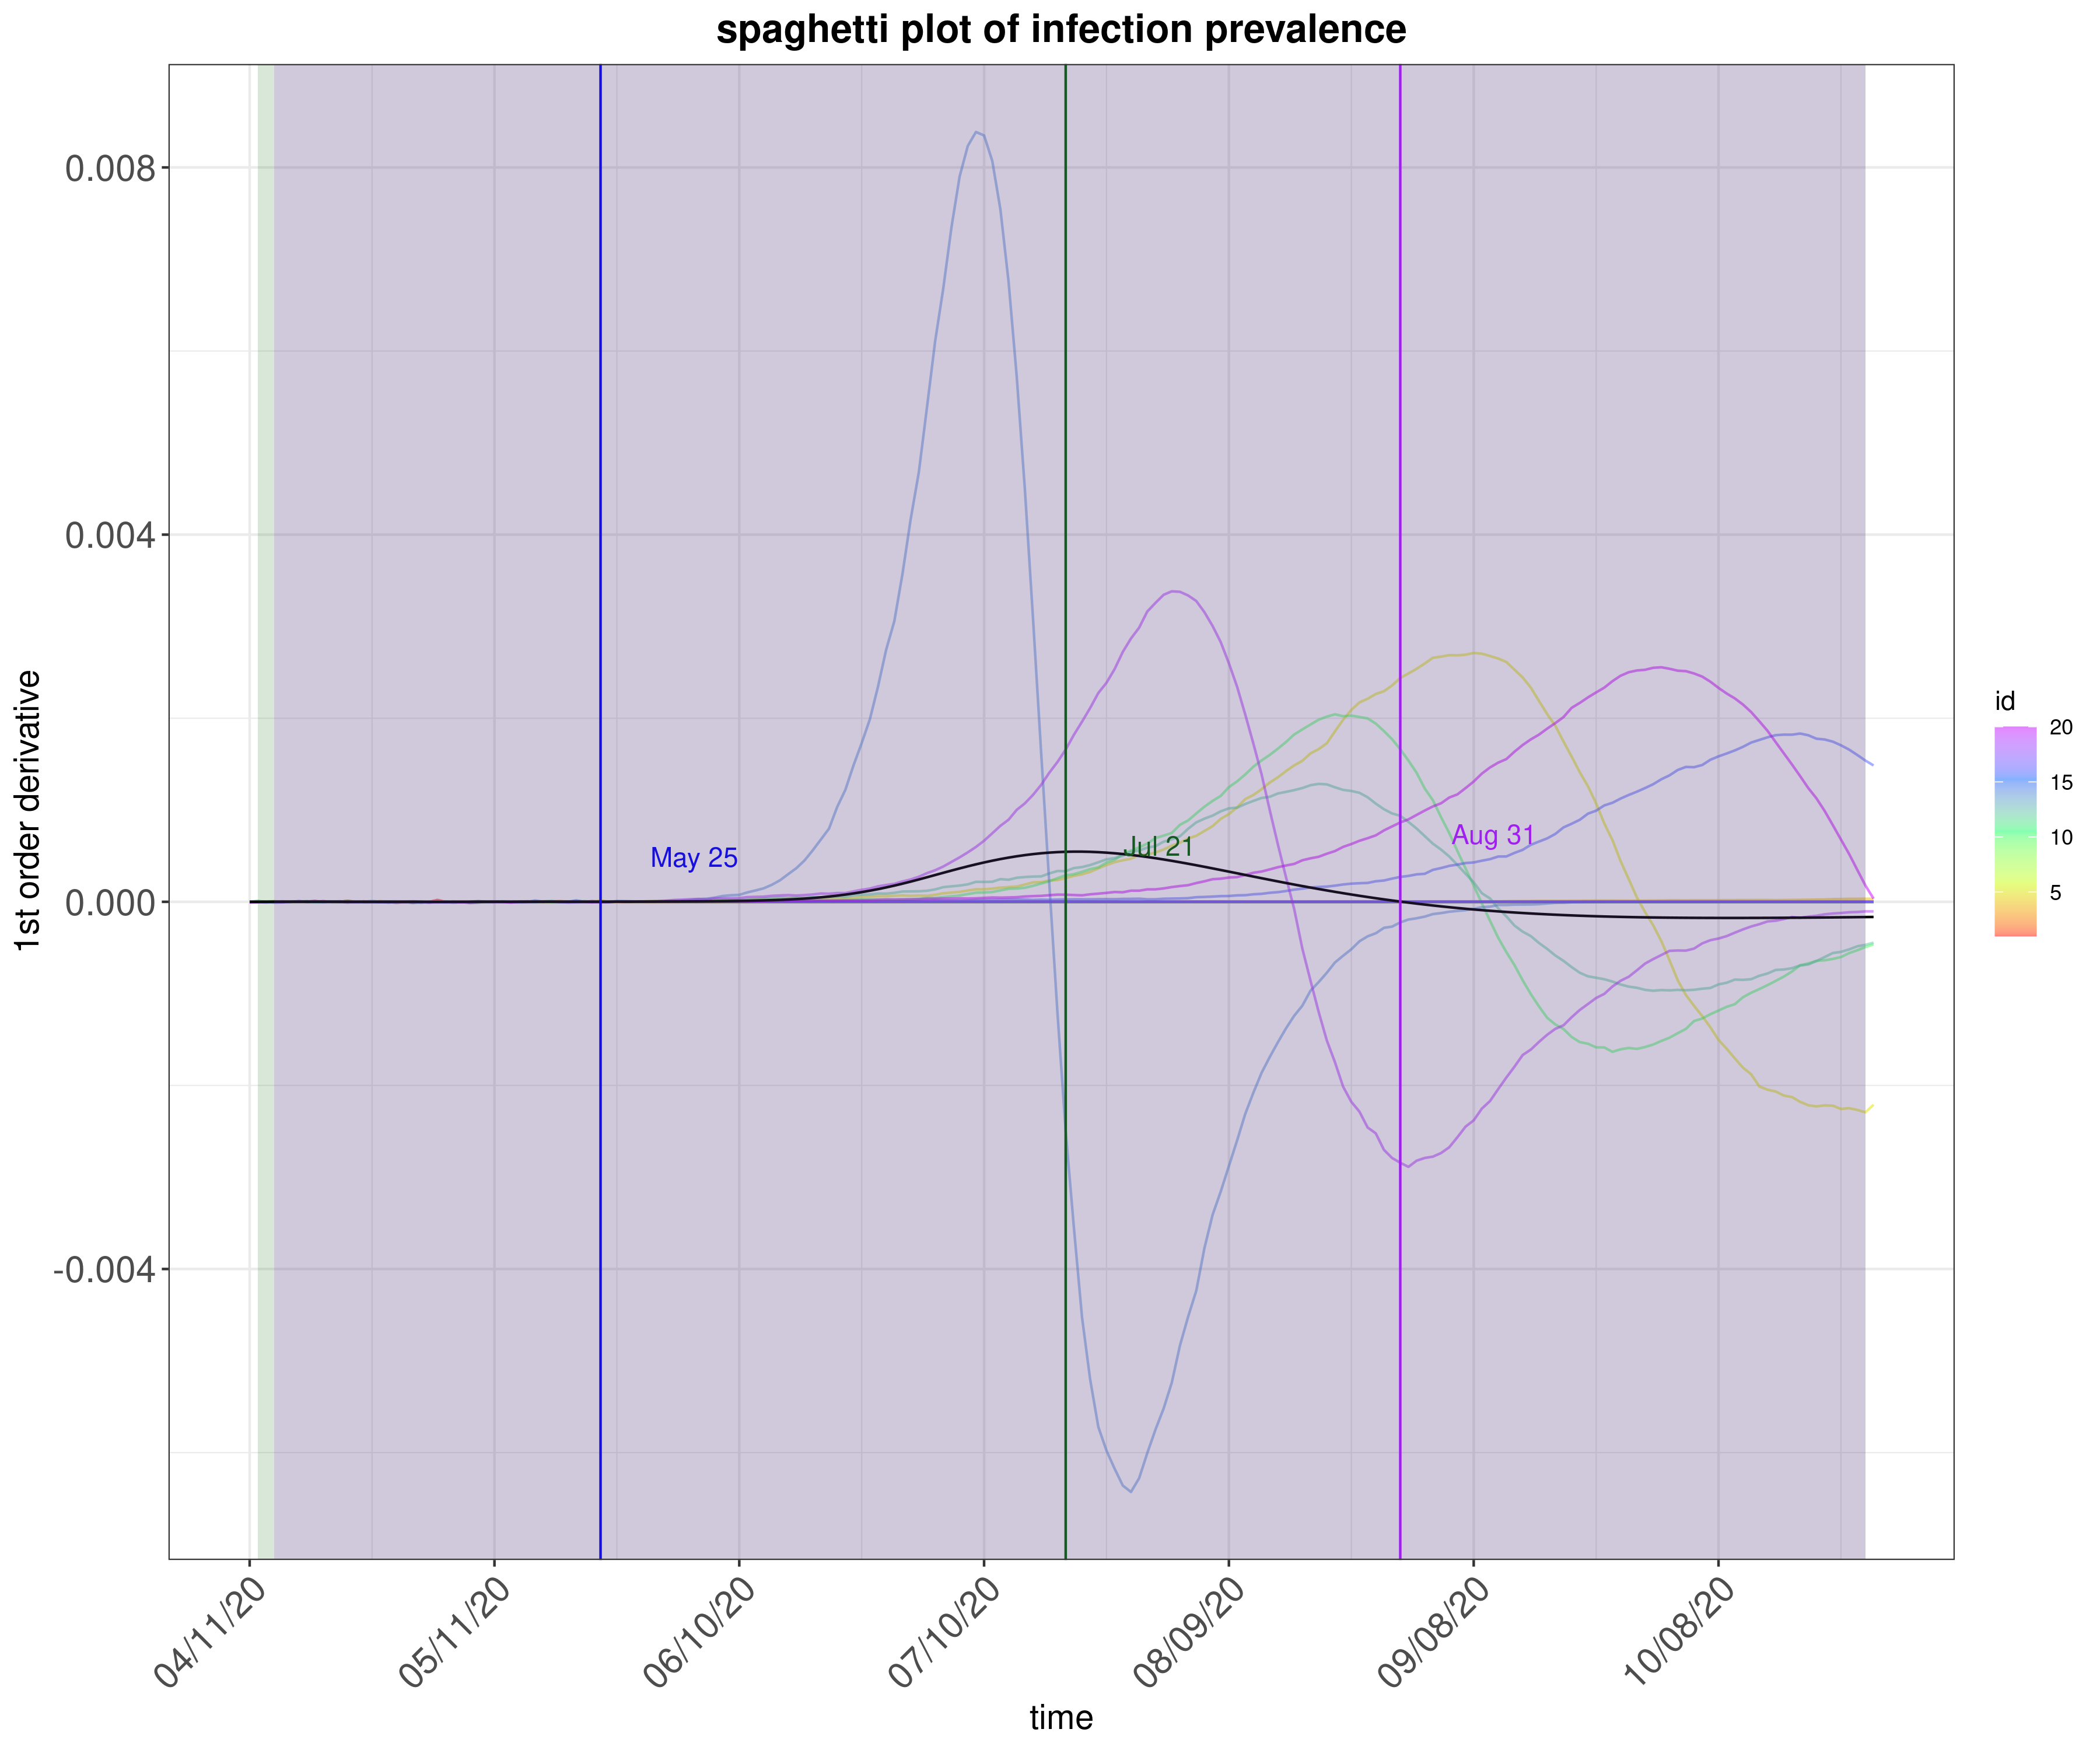 spaghetti plot of infection prevalence
1st order derivative
0.008
0.004
0.000
-0.004
May 25
Jul 21
Aug 31
04/11/20
05/11/20
06/10/20
07/10/20
08/09/20
09/08/20
10/08/20
time
id
20
15
10
5